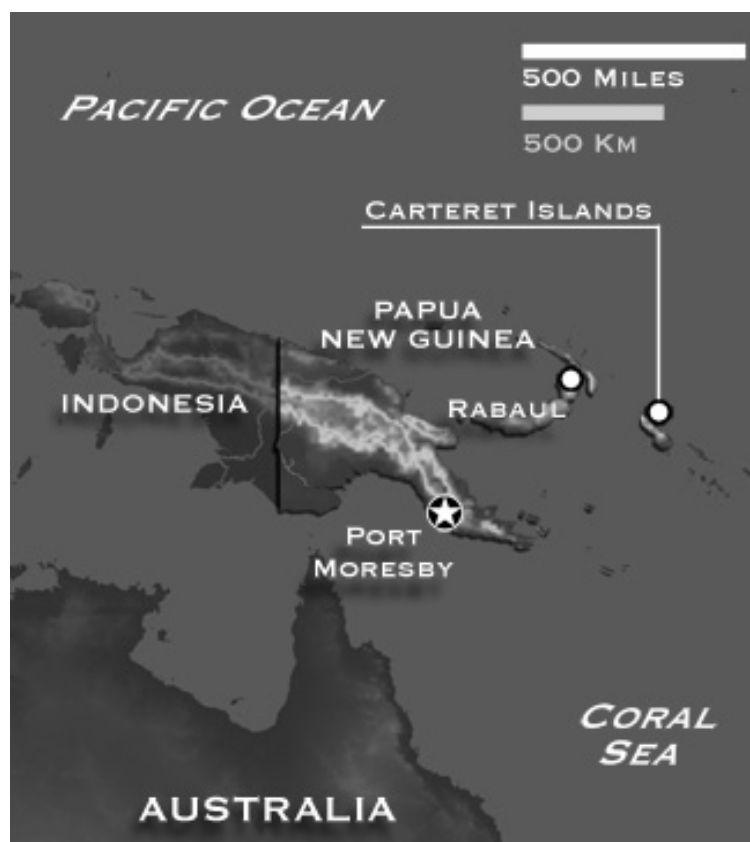 500 MILES
PACIFIC OCEAN
500 KM
CARTERET ISLANDS
PAPUA
NEW GUINEA
INDONESIA
RABAUL
PORT
MORESBY
CORAL
SEA
AUSTRALIA